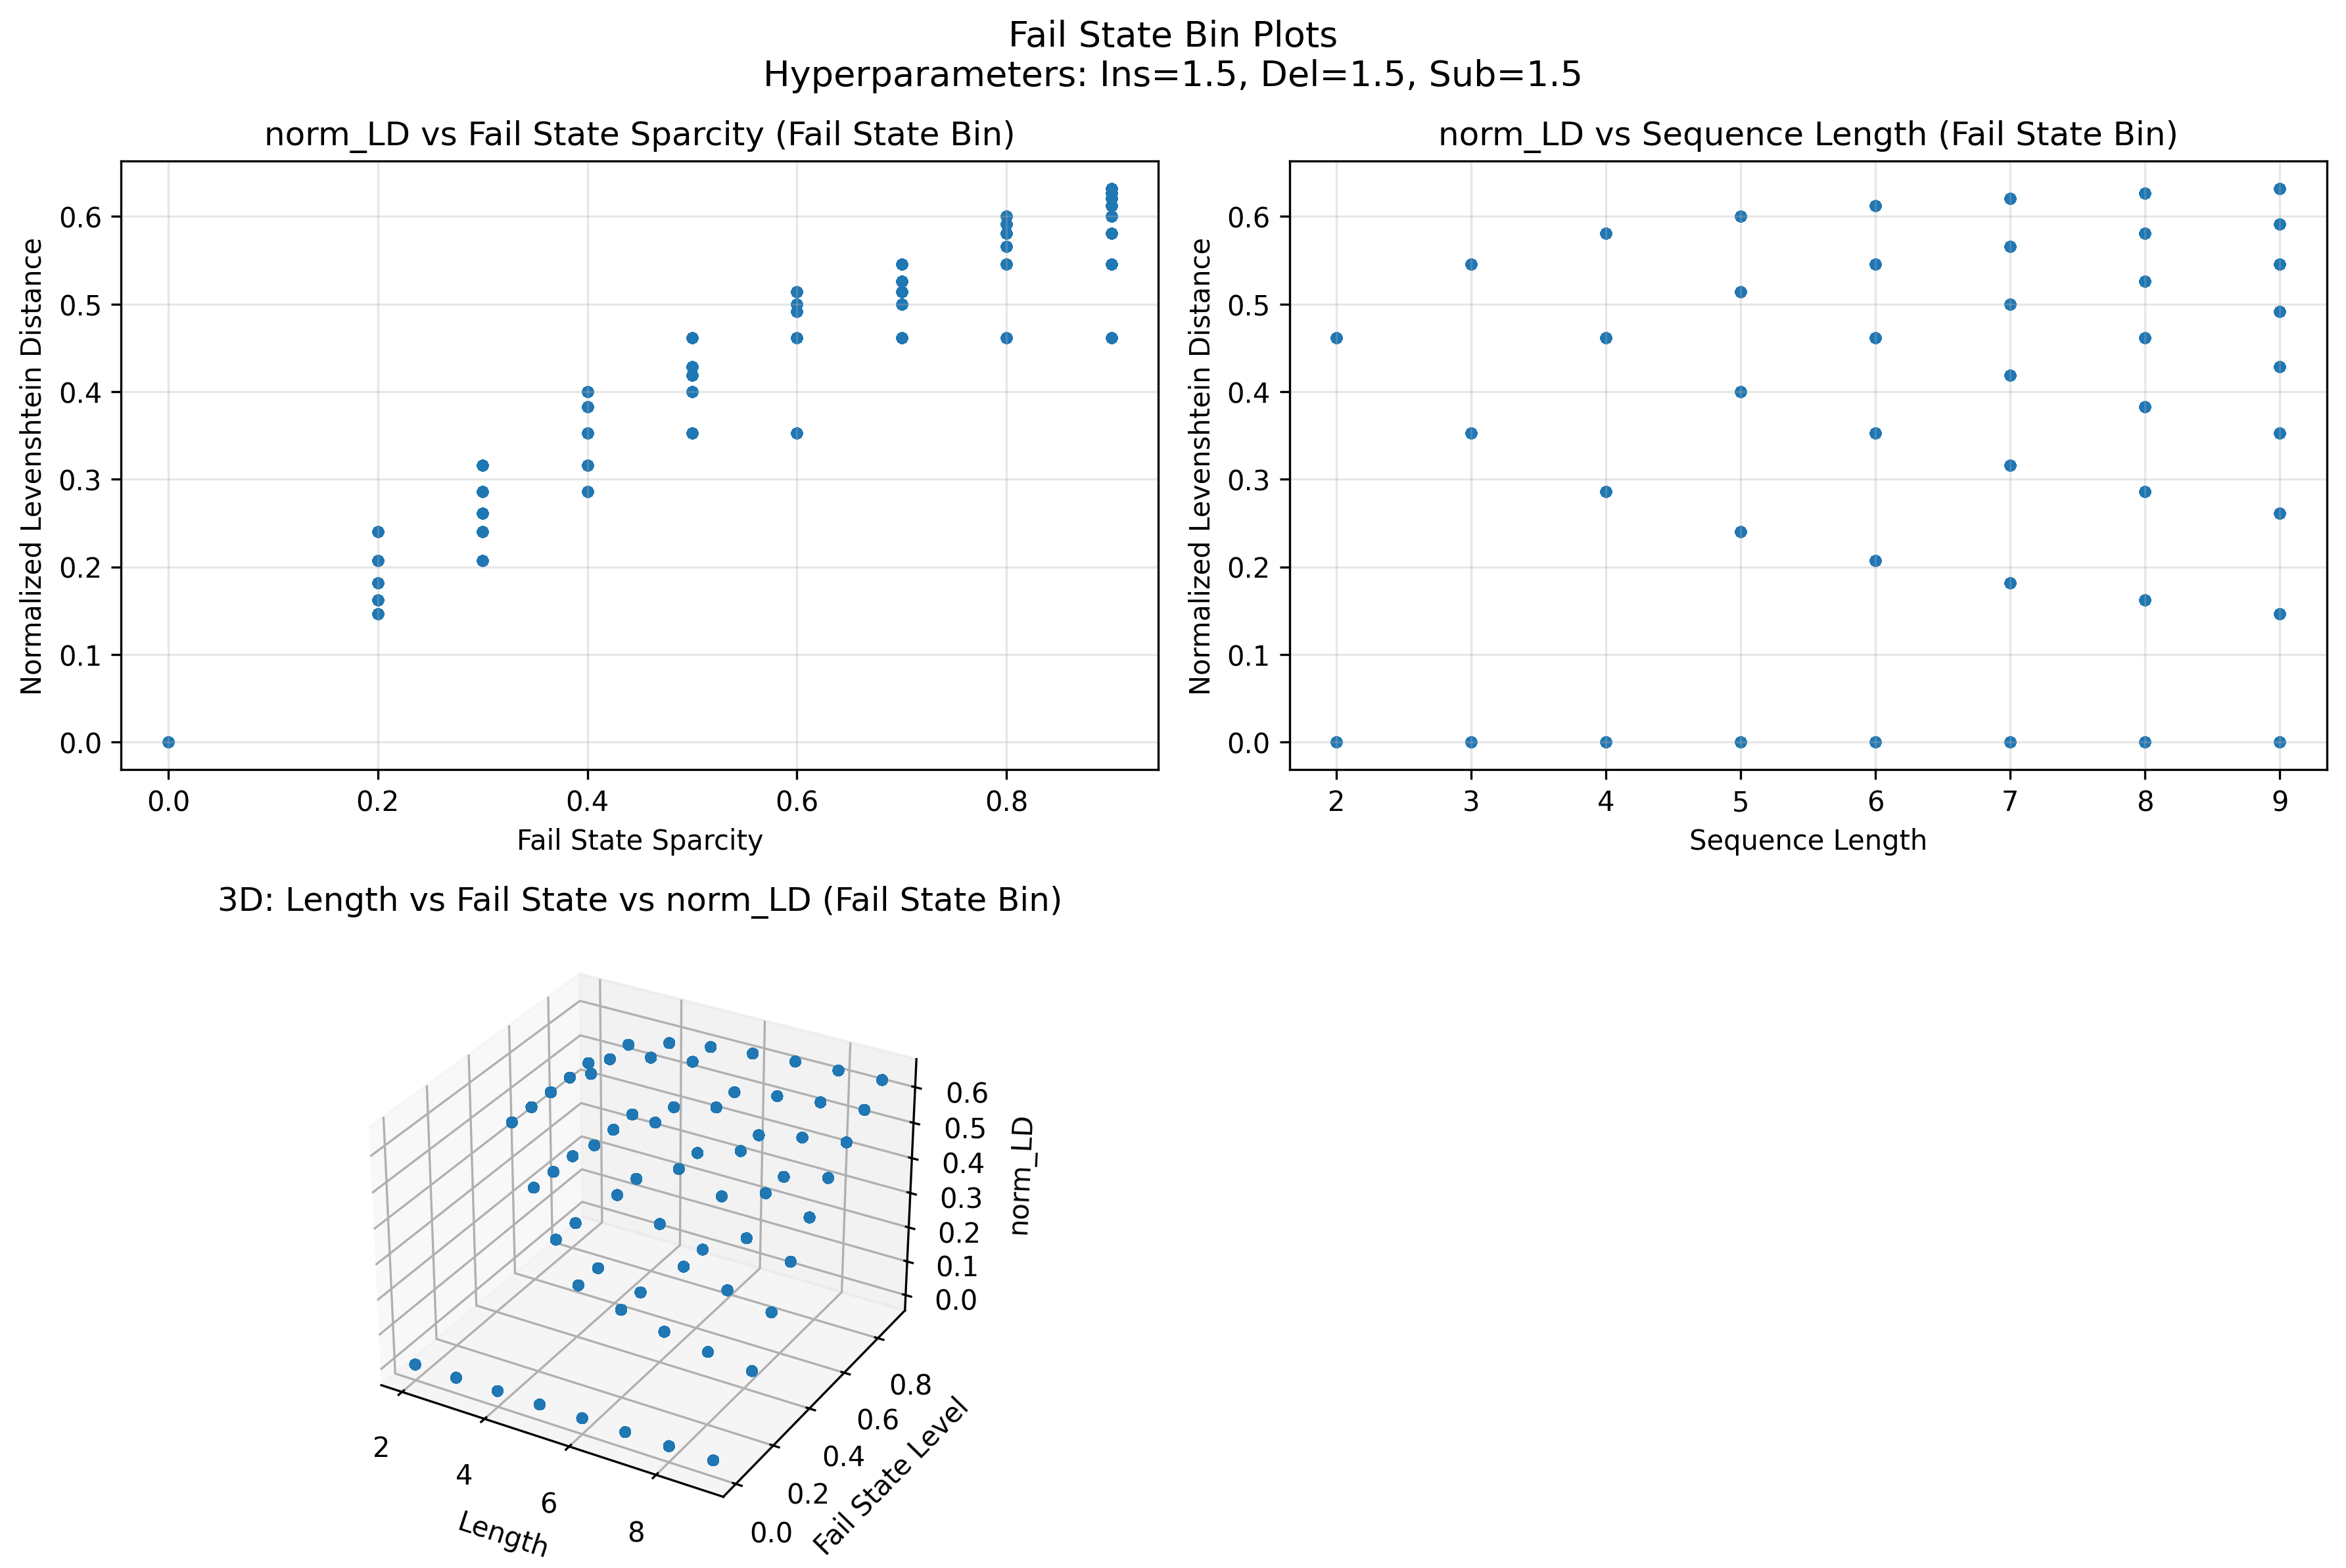 Fail State Bin Plots
Hyperparameters: Ins=1.5, Del=1.5, Sub=1.5
norm_LD vs Fail State Sparcity (Fail State Bin)
Normalized Levenshtein Distance
0.6
0.5
0.4
0.3
0.2
0.1
0.0
0.0 0.2 0.4 0.6 0.8
Fail State Sparcity
norm_LD vs Sequence Length (Fail State Bin)
Normalized Levenshtein Distance
0.6
0.5
0.4
0.3
0.2
0.1
0.0
2 3 4 5 6 7 8 9
Sequence Length
3D: Length vs Fail State vs norm_LD (Fail State Bin)
0.6
0.5
0.4
0.3
0.2
0.1
0.0
norm_LD
0.8
0.6
0.4
0.2
0.0
Fail State Level
2
4
6
8
Length